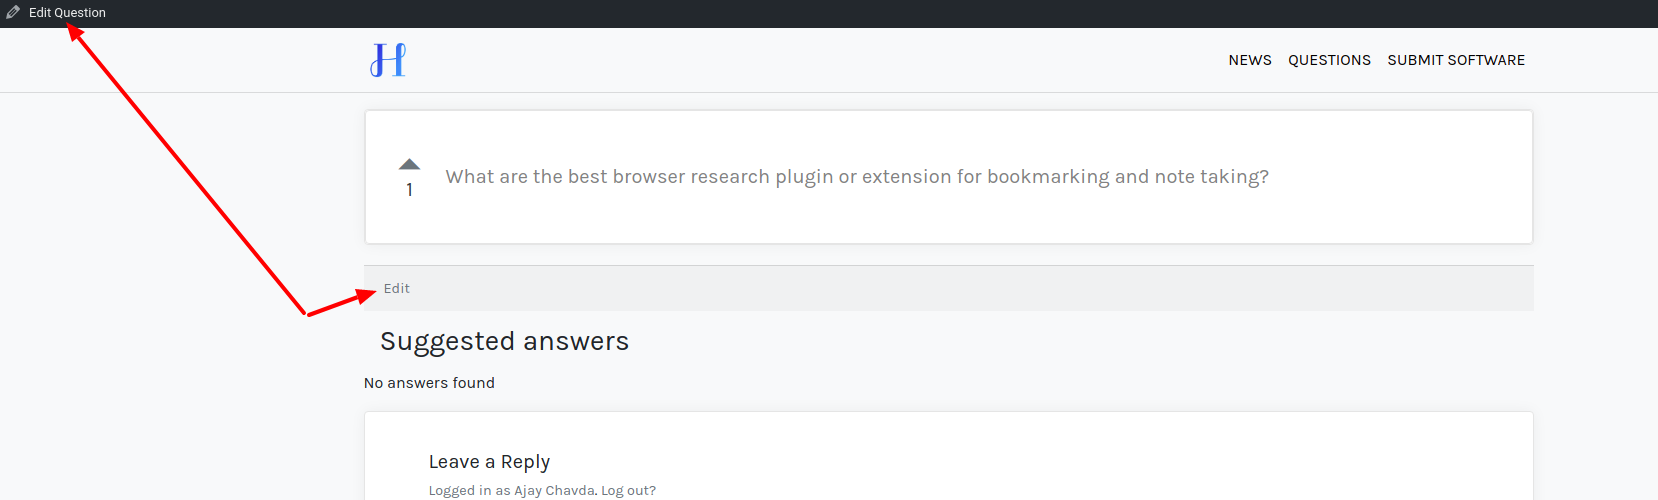 Edit Question
H
NEWS QUESTIONS SUBMIT SOFTWARE
What are the best browser research plugin or extension for bookmarking and note taking?
1
Edit
Suggested answers
No answers found
Leave a Reply
Logged in as Ajay Chavda. Log out?